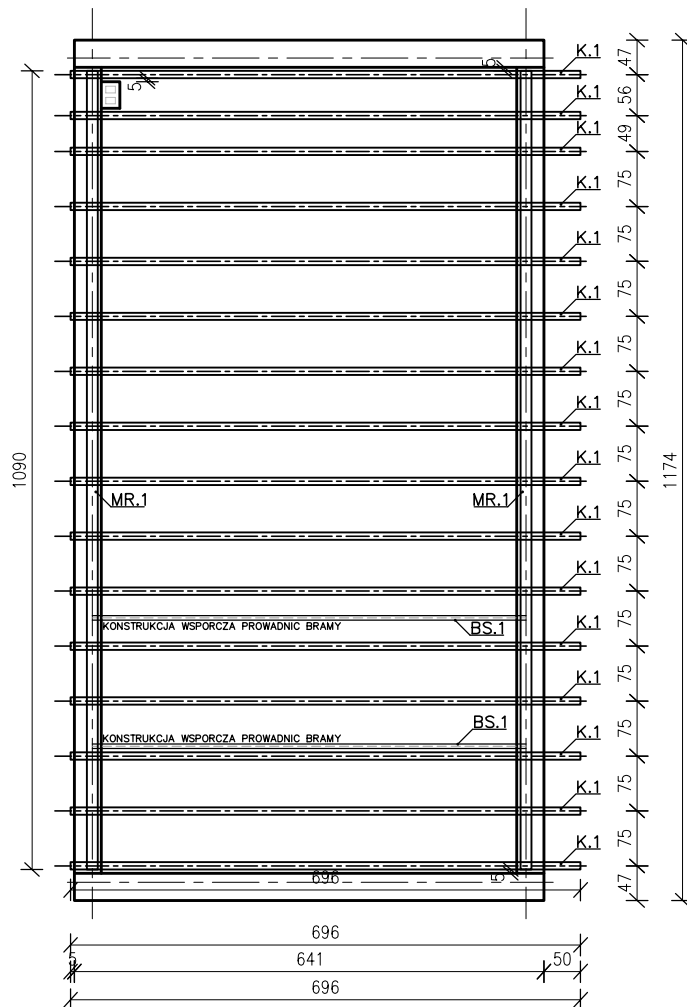 K.1
47
5
5
K.1
56
K.1
49
K.1
75
K.1
75
K.1
75
K.1
75
K.1
75
K.1
75
1090
1174
MR.1
MR.1
K.1
75
K.1
75
KONSTRUKCJA WSPORCZA PROWADNIC BRAMY
BS.1
K.1
75
K.1
75
BS.1
KONSTRUKCJA WSPORCZA PROWADNIC BRAMY
K.1
75
K.1
75
K.1
75
696
5
47
696
5
641
50
696